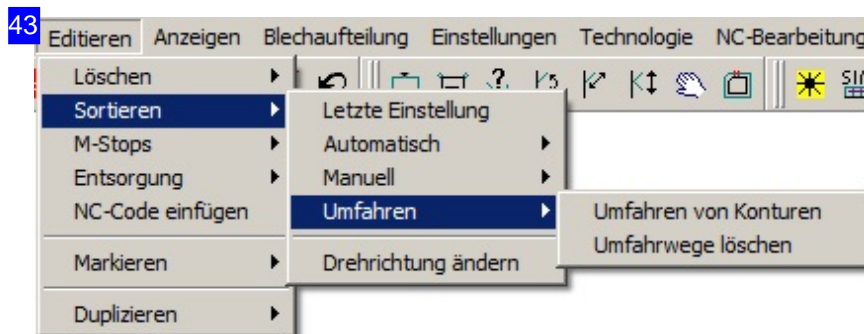 43
Editieren Anzeigen Blechaufteilung Einstellungen Technologie NC-Bearbeitung
Löschen
Sortieren
M-Stops
Entsorgung
NC-Code einfügen
Markieren
Duplizieren
Letzte Einstellung
Automatisch
Manuell
Umfahren
Drehrichtung ändern
Umfahren von Konturen
Umfahrwege löschen